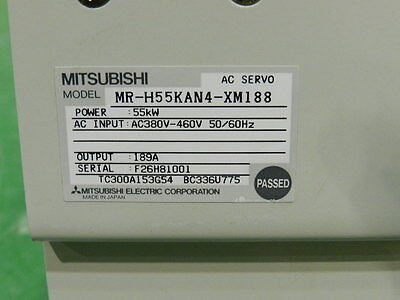 MITSUBISHI AC SERVO
MODEL MR-H55KAN4-XM188
POWER :55kW
AC INPUT:AC380V-460V 50/60Hz
OUTPUT :189A
SERIAL :F26H81001
TC300A153G54 BC336U775
MITSUBISHI ELECTRIC CORPORATION
MADE IN JAPAN
PASSED